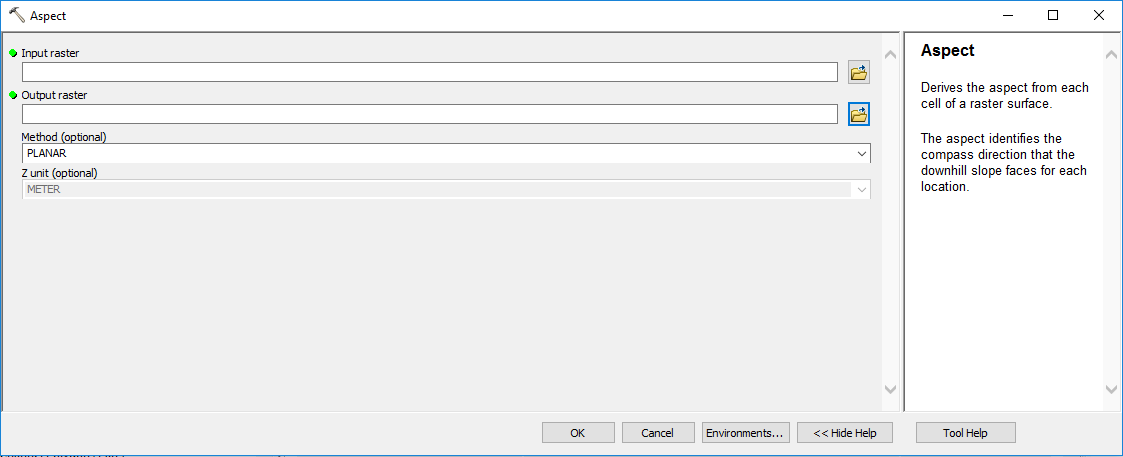 Aspect
Input raster
Output raster
Method (optional)
PLANAR
Z unit (optional)
METER
OK
Cancel
Environments...
<< Hide Help
Aspect
Derives the aspect from each
cell of a raster surface.
The aspect identifies the
compass direction that the
downhill slope faces for each
location.
Tool Help